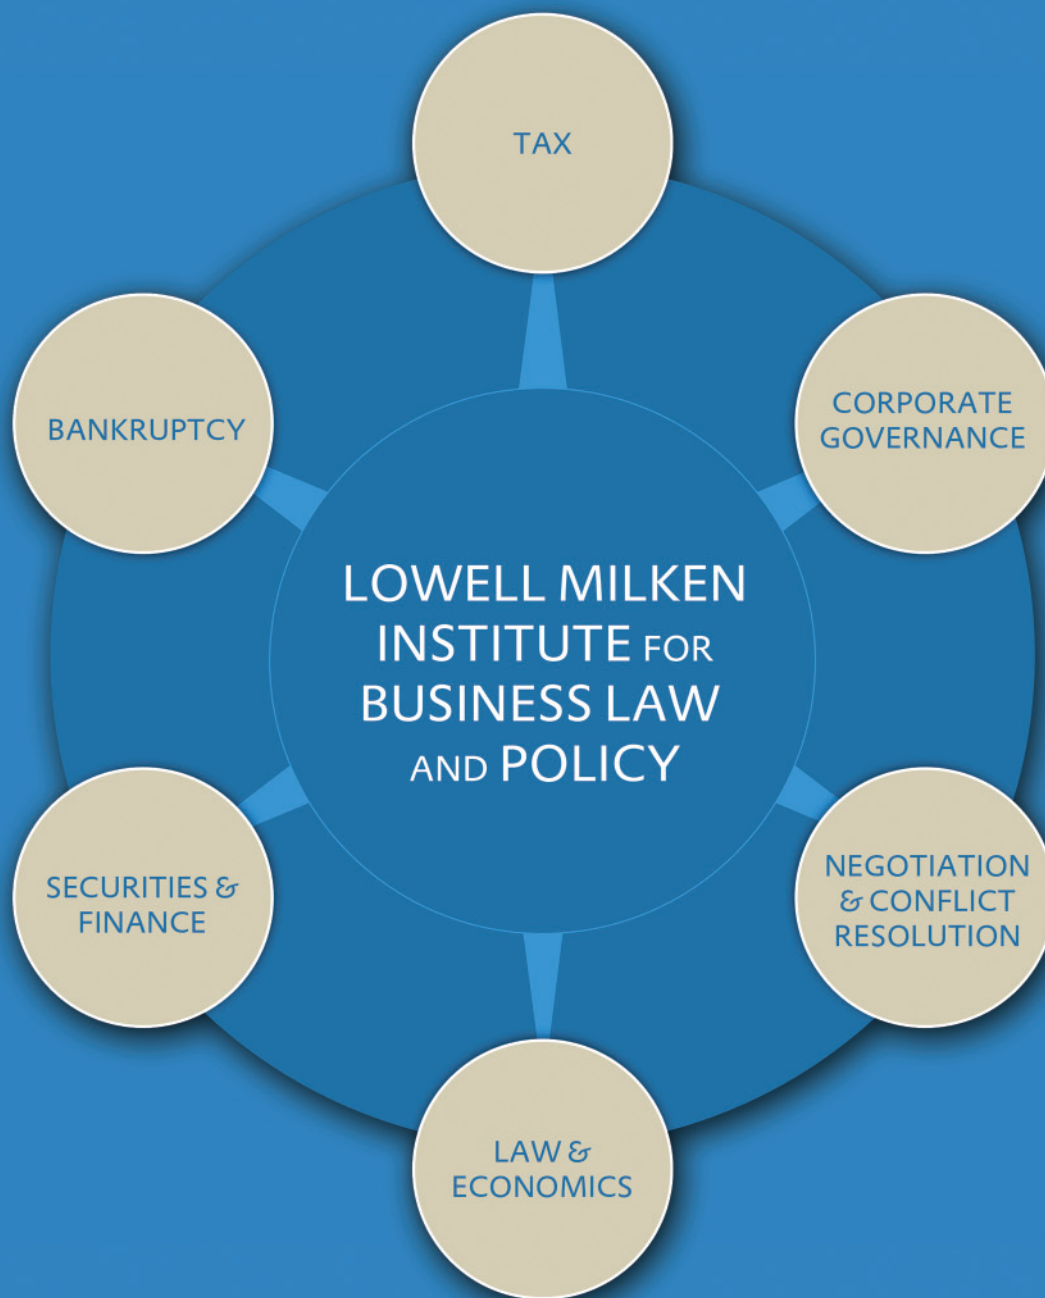 TAX
CORPORATE
GOVERNANCE
BANKRUPTCY
LOWELL MILKEN
INSTITUTE FOR
BUSINESS LAW
AND POLICY
NEGOTIATION
& CONFLICT
RESOLUTION
SECURITIES &
FINANCE
LAW &
ECONOMICS